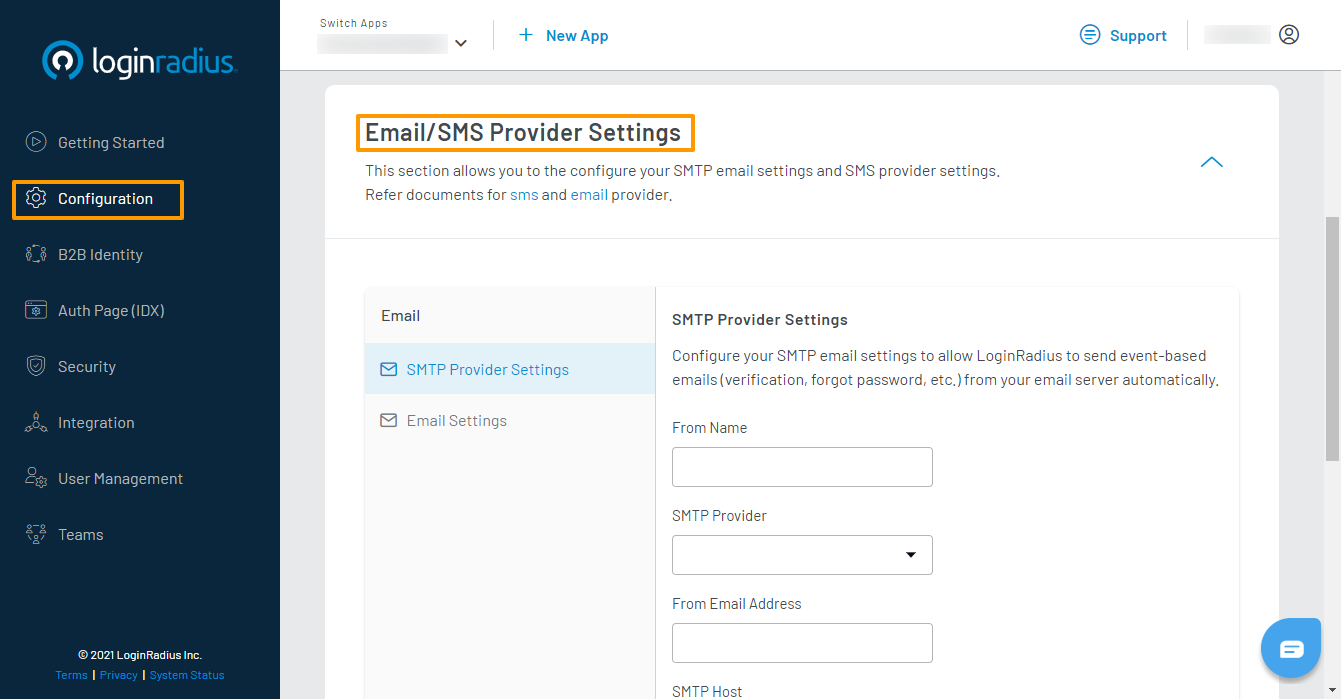 loginradius
Getting Started
Configuration
B2B Identity
Auth Page (IDX)
Security
Integration
User Management
Teams
© 2021 LoginRadius Inc.
Terms | Privacy | System Status
Switch Apps
+ New App
Support
Email/SMS Provider Settings
This section allows you to the configure your SMTP email settings and SMS provider settings.
Refer documents for sms and email provider.
Email
SMTP Provider Settings
Email Settings
SMTP Provider Settings
Configure your SMTP email settings to allow LoginRadius to send event-based
emails (verification, forgot password, etc.) from your email server automatically.
From Name
SMTP Provider
From Email Address
SMTP Host